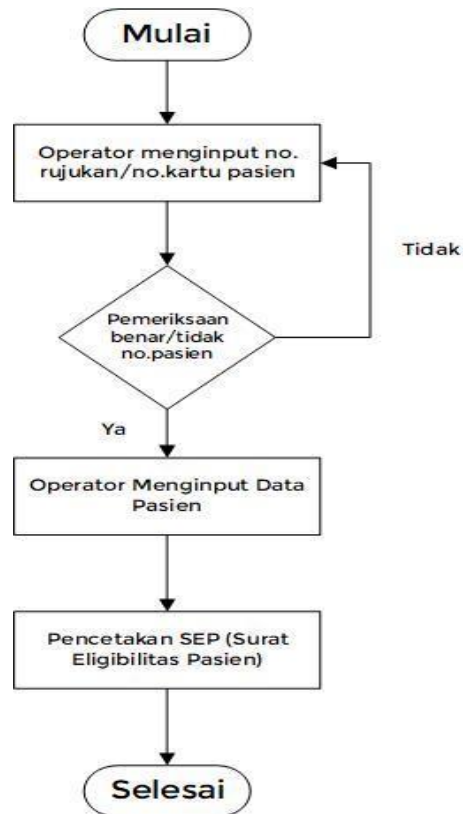 Mulai
Operator menginput no.
rujukan/no.kartu pasien
Tidak
Pemeriksaan
benar/tidak
no.pasien
Ya
Operator Menginput Data
Pasien
Pencetakan SEP (Surat
Eligibilitas Pasien)
Selesai